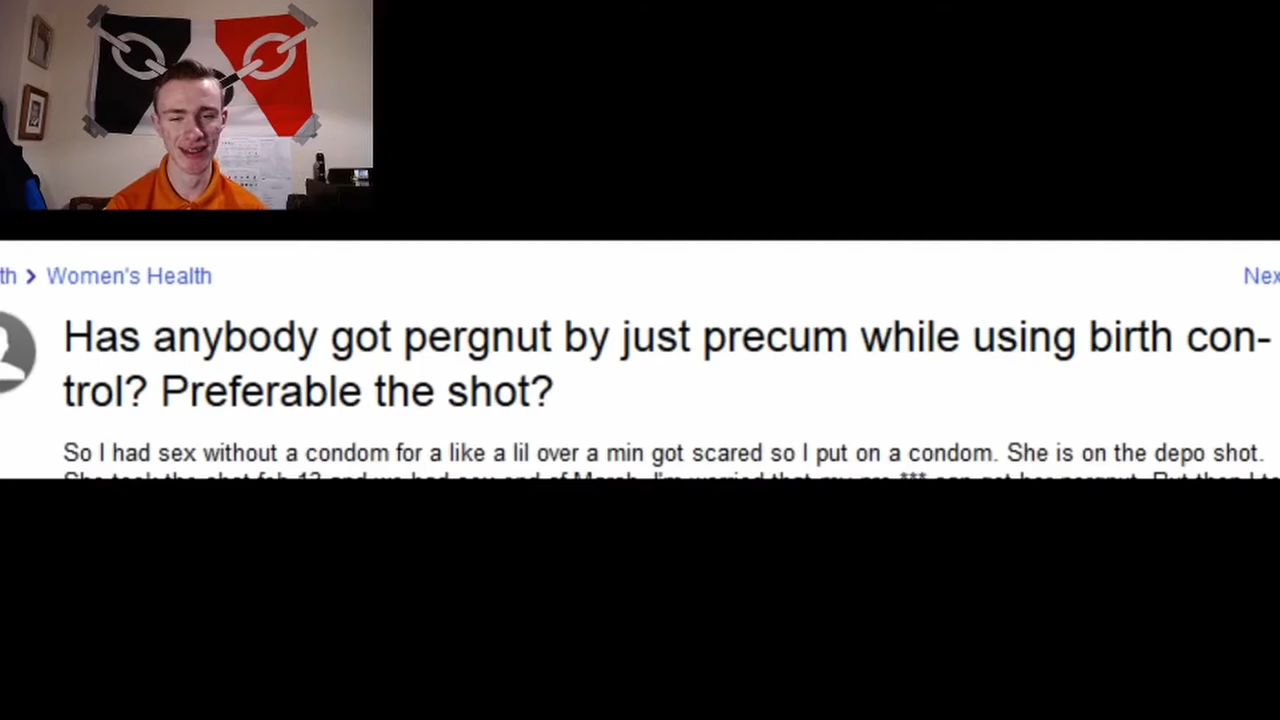 th > Women's Health
Nex
Has anybody got pergnut by just precum while using birth con-
trol? Preferable the shot?
So I had sex without a condom for a like a lil over a min got scared so I put on a condom. She is on the depo shot.